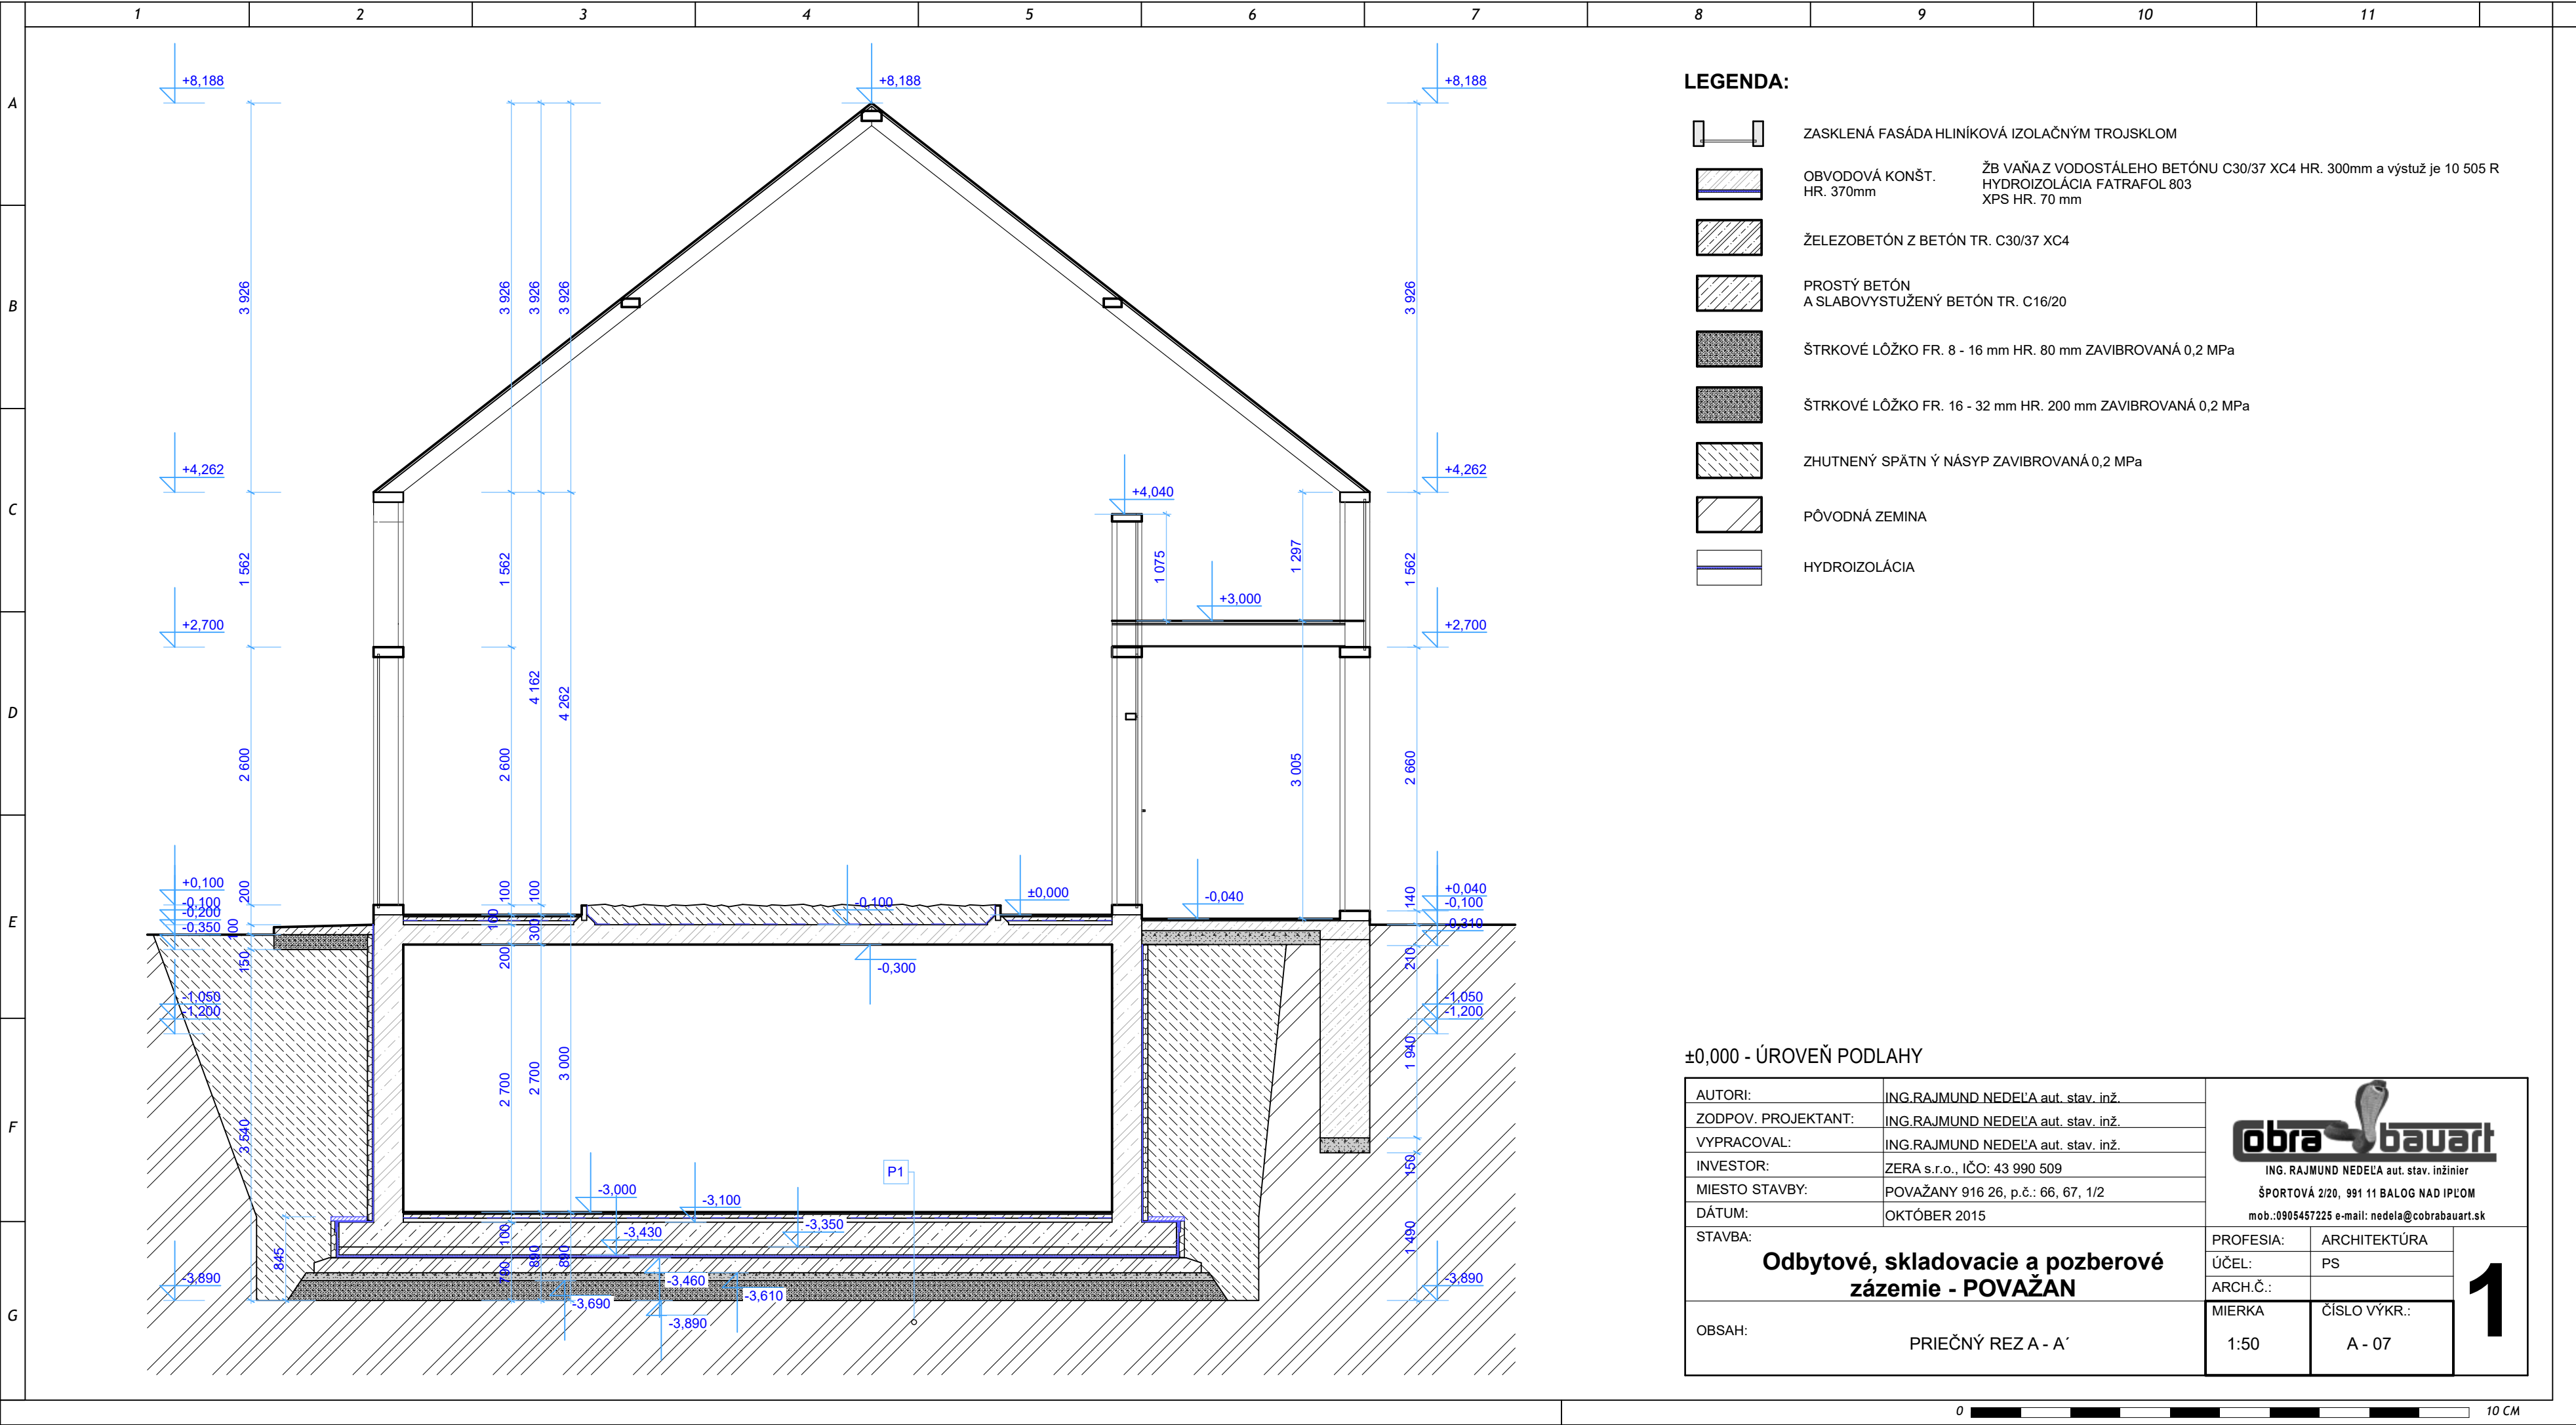 1 2 3 4 5 6 7 8 9 10 11
A
B
C
D
E
F
G
+8,188
+8,188
+8,188
3 926
3 926
3 926
3 926
3 926
+4,262
+4,262
+4,040
1 562
1 562
1 075
1 297
1 562
+3,000
+2,700
+2,700
4 162
4 262
2 600
2 600
3 005
2 660
+0,100
-0,100
-0,200
-0,350
200
100
150
100
100
160
300
200
-0,100
±0,000
-0,040
-0,300
+0,040
-0,100
-0,310
140
210
-1,050
-1,200
-1,050
-1,200
3 540
2 700
2 700
3 000
1 940
150
1 490
P1
-3,000
-3,100
-3,350
-3,430
845
100
790
890
890
-3,890
-3,460
-3,610
-3,690
-3,890
-3,890
LEGENDA:
ZASKLENÁ FASÁDA HLINÍKOVÁ IZOLAČNÝM TROJSKLOM
OBVODOVÁ KONŠT.
HR. 370mm
ŽB VAŇA Z VODOSTÁLEHO BETÓNU C30/37 XC4 HR. 300mm a výstuž je 10 505 R
HYDROIZOLÁCIA FATRAFOL 803
XPS HR. 70 mm
ŽELEZOBETÓN Z BETÓN TR. C30/37 XC4
PROSTÝ BETÓN
A SLABOVYSTUŽENÝ BETÓN TR. C16/20
ŠTRKOVÉ LÔŽKO FR. 8 - 16 mm HR. 80 mm ZAVIBROVANÁ 0,2 MPa
ŠTRKOVÉ LÔŽKO FR. 16 - 32 mm HR. 200 mm ZAVIBROVANÁ 0,2 MPa
ZHUTNENÝ SPÄTN Ý NÁSYP ZAVIBROVANÁ 0,2 MPa
PÔVODNÁ ZEMINA
HYDROIZOLÁCIA
±0,000 - ÚROVEŇ PODLAHY
AUTORI: ING.RAJMUND NEDEĽA aut. stav. inž.
ZODPOV. PROJEKTANT: ING.RAJMUND NEDEĽA aut. stav. inž.
VYPRACOVAL: ING.RAJMUND NEDEĽA aut. stav. inž.
INVESTOR: ZERA s.r.o., IČO: 43 990 509
MIESTO STAVBY: POVAŽANY 916 26, p.č.: 66, 67, 1/2
DÁTUM: OKTÓBER 2015
Cobra bauart
ING. RAJMUND NEDEĽA aut. stav. inžinier
ŠPORTOVÁ 2/20, 991 11 BALOG NAD IPĽOM
mob.:0905457225 e-mail: nedela@cobrabauart.sk
STAVBA:
Odbytové, skladovacie a pozberové
zázemie - POVAŽAN
PROFESIA: ARCHITEKTÚRA
ÚČEL: PS
ARCH.Č.:
1
OBSAH:
PRIEČNÝ REZ A - A´
MIERKA
1:50
ČÍSLO VÝKR.:
A - 07
0 10 CM